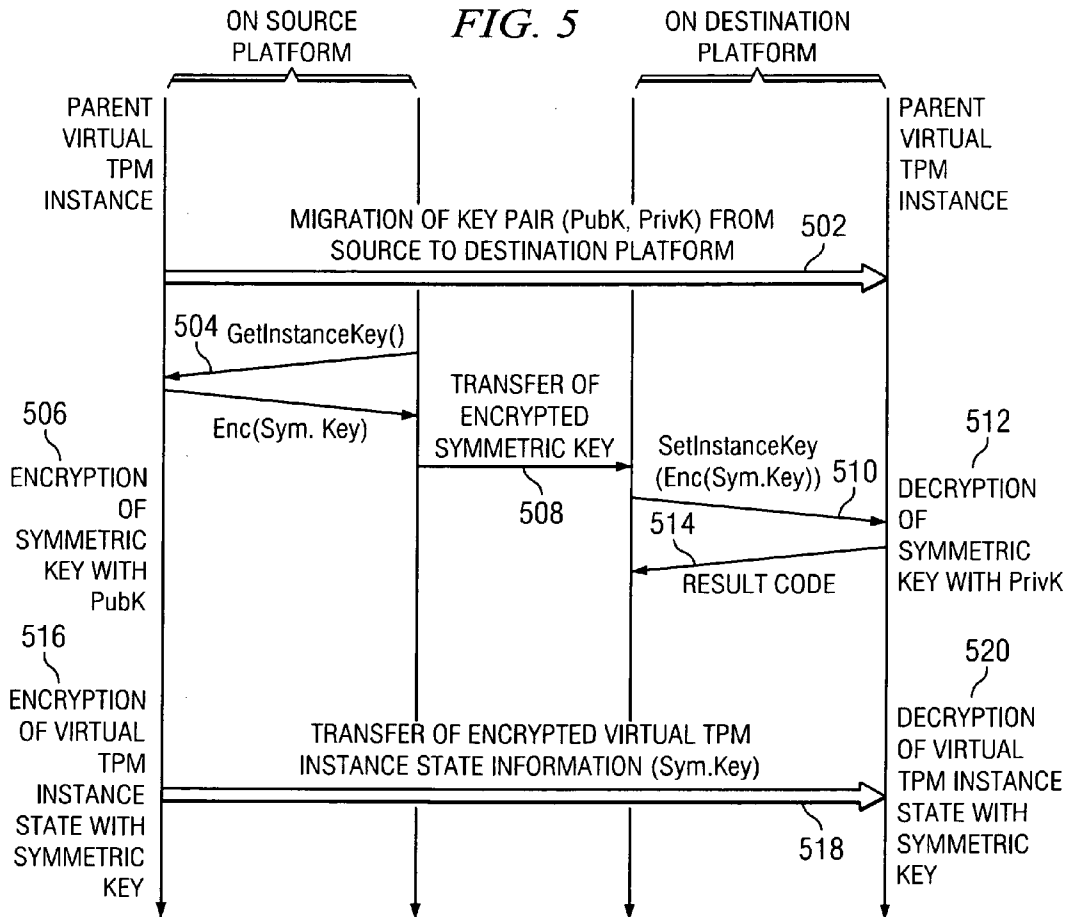 FIG. 5
ON SOURCE
PLATFORM
ON DESTINATION
PLATFORM
PARENT
VIRTUAL
TPM
INSTANCE
PARENT
VIRTUAL
TPM
INSTANCE
MIGRATION OF KEY PAIR (PubK, PrivK) FROM
SOURCE TO DESTINATION PLATFORM
502
504
GetInstanceKey()
Enc(Sym. Key)
506
ENCRYPTION
OF
SYMMETRIC
KEY WITH
PubK
TRANSFER OF
ENCRYPTED
SYMMETRIC KEY
508
SetInstanceKey
(Enc(Sym.Key))
510
512
DECRYPTION
OF
SYMMETRIC
KEY WITH PrivK
514
RESULT CODE
516
ENCRYPTION
OF VIRTUAL
TPM
INSTANCE
STATE WITH
SYMMETRIC
KEY
TRANSFER OF ENCRYPTED VIRTUAL TPM
INSTANCE STATE INFORMATION (Sym.Key)
518
520
DECRYPTION
OF VIRTUAL
TPM INSTANCE
STATE WITH
SYMMETRIC
KEY